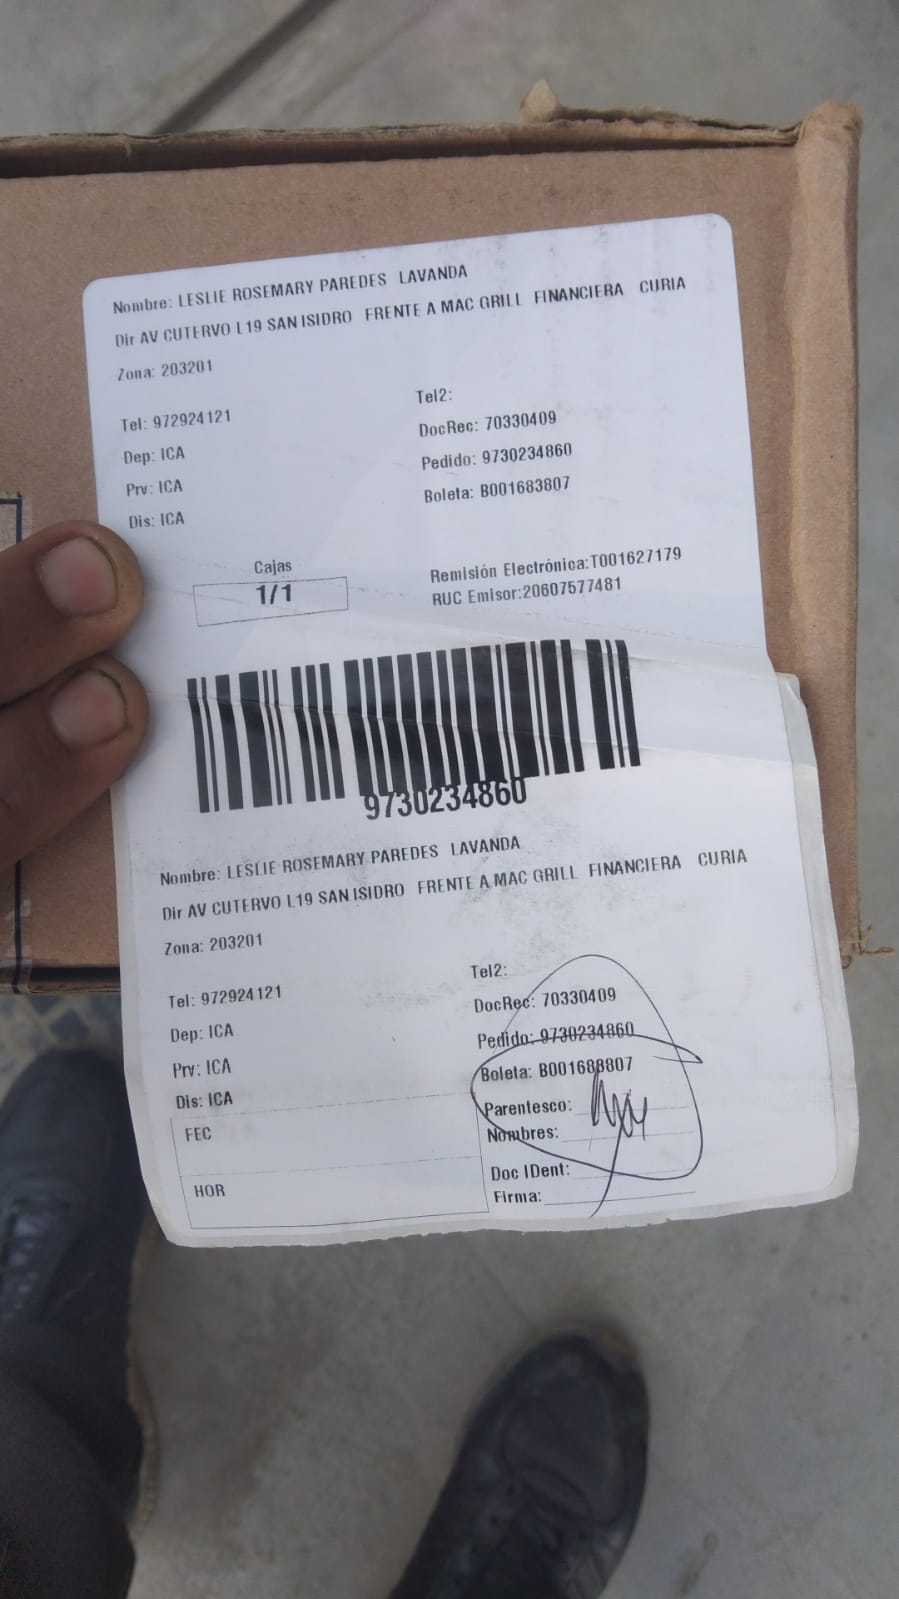 Nombre: LESLIE ROSEMARY PAREDES LAVANDA
Dir AV CUTERVO L19 SAN ISIDRO FRENTE A MAC GRILL FINANCIERA CURIA
Zona: 203201
Tel: 972924121
Tel2:
Dep: ICA
DocRec: 70330409
Prv: ICA
Pedido: 9730234860
Dis: ICA
Boleta: B001683807
Cajas
1/1
Remisión Electrónica:T001627179
RUC Emisor:20607577481
9730234860
Nombre: LESLIE ROSEMARY PAREDES LAVANDA
Dir AV CUTERVO L19 SAN ISIDRO FRENTE A MAC GRILL FINANCIERA CURIA
Zona: 203201
Tel: 972924121
Tel2:
Dep: ICA
DocRec: 70330409
Prv: ICA
Pedido: 9730234860
Dis: ICA
Boleta: B001683807
FEC
Parentesco:
Nombres:
HOR
Doc IDent:
Firma: